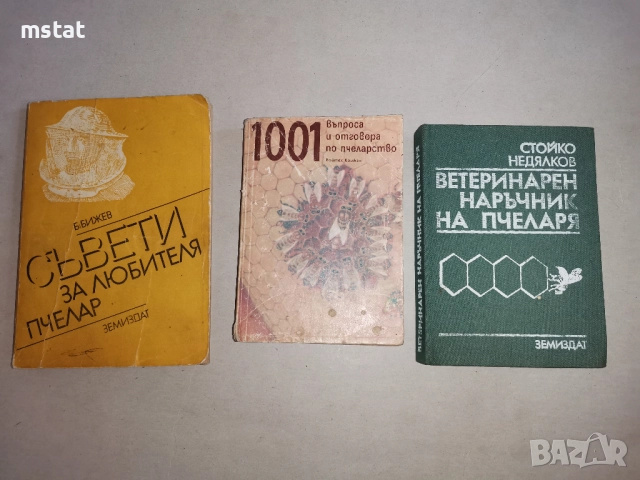 mstat
Б. БИЖЕВ
СЪВЕТИ
ЗА ЛЮБИТЕЛЯ
ПЧЕЛАР
ЗЕМИЗДАТ
1001 въпроса
и отговора
по пчеларство
СТОЙКО
НЕДЯЛКОВ
ВЕТЕРИНАРЕН
НАРЪЧНИК
НА ПЧЕЛАРЯ
ЗЕМИЗДАТ
ВЕТЕРИНАРЕН НАРЪЧНИК НА ПЧЕЛАРЯ
BAZAR